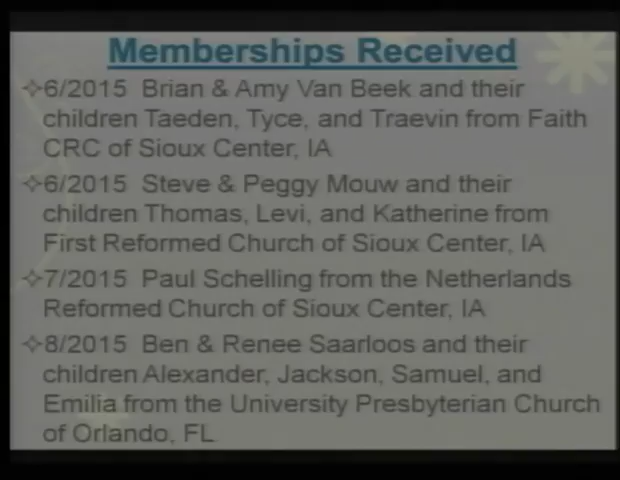 Memberships Received
✧6/2015 Brian & Amy Van Beek and their
children Taeden, Tyce, and Traevin from Faith
CRC of Sioux Center, IA
✧6/2015 Steve & Peggy Mouw and their
children Thomas, Levi, and Katherine from
First Reformed Church of Sioux Center, IA
✧7/2015 Paul Schelling from the Netherlands
Reformed Church of Sioux Center, IA
✧8/2015 Ben & Renee Saarloos and their
children Alexander, Jackson, Samuel, and
Emilia from the University Presbyterian Church
of Orlando, FL